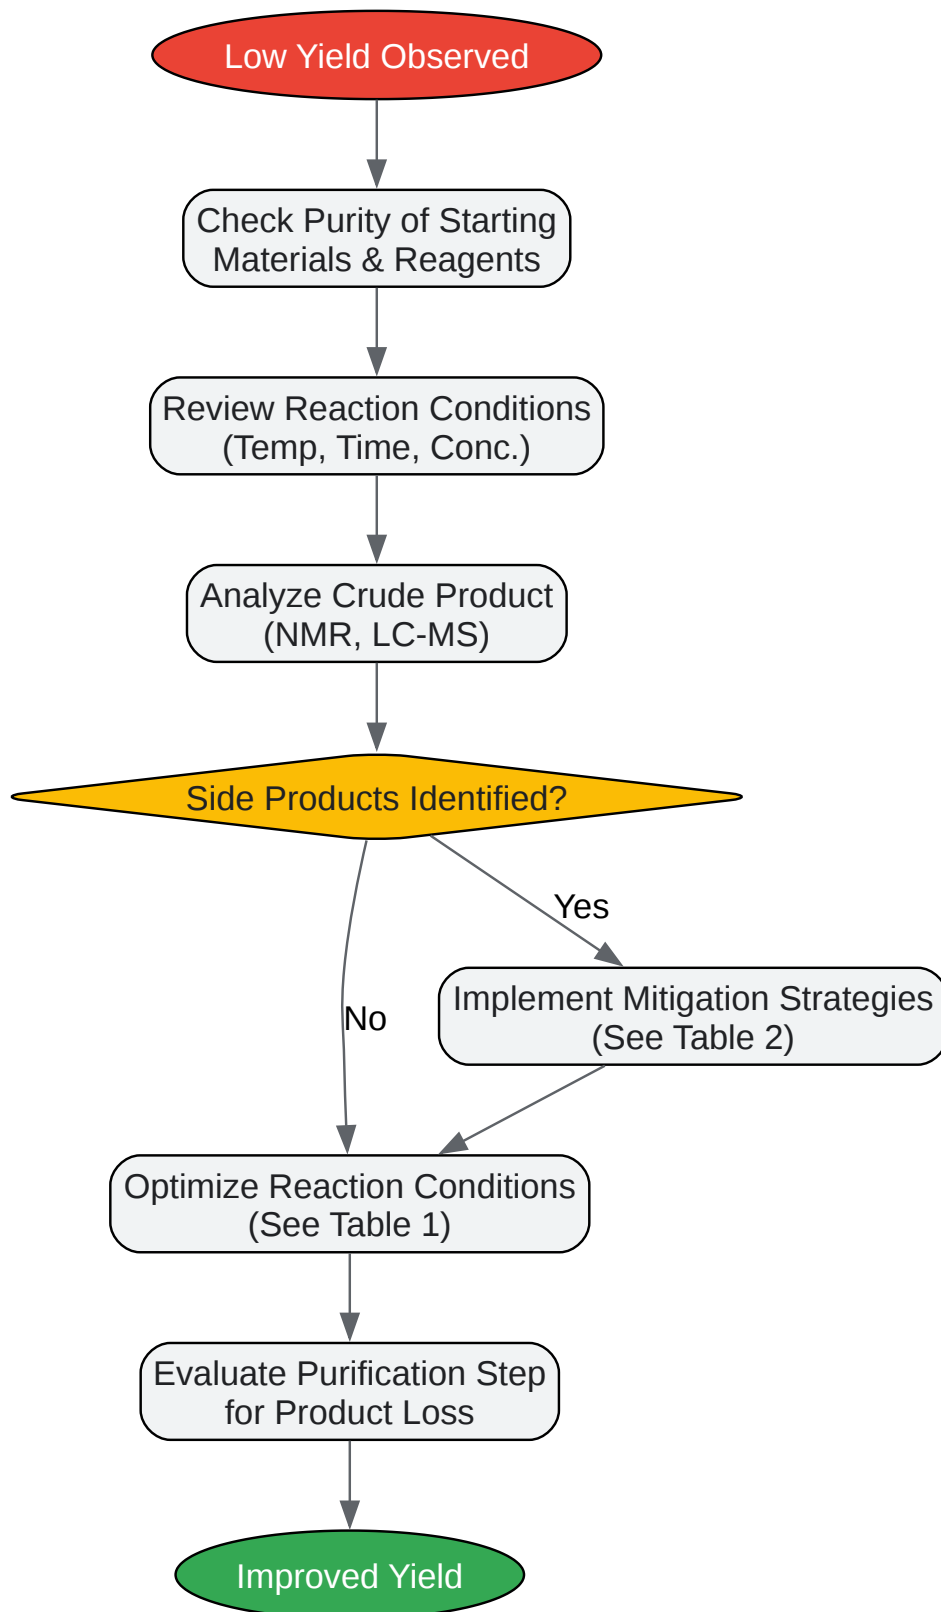 Low Yield Observed
Check Purity of Starting
Materials & Reagents
Review Reaction Conditions
(Temp, Time, Conc.)
Analyze Crude Product
(NMR, LC-MS)
Side Products Identified?
Yes
Implement Mitigation Strategies
(See Table 2)
No
Optimize Reaction Conditions
(See Table 1)
Evaluate Purification Step
for Product Loss
Improved Yield